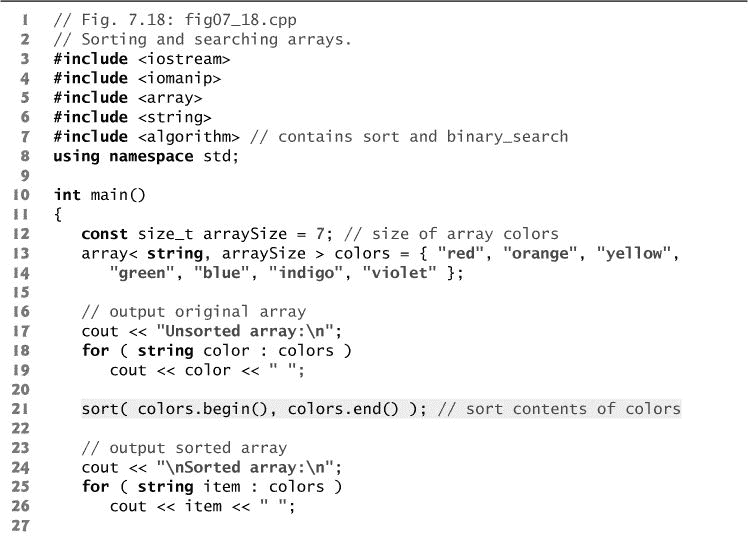 1 // Fig. 7.18: fig07_18.cpp
2 // Sorting and searching arrays.
3 #include <iostream>
4 #include <iomanip>
5 #include <array>
6 #include <string>
7 #include <algorithm> // contains sort and binary_search
8 using namespace std;
9
10 int main()
11 {
12    const size_t arraySize = 7; // size of array colors
13    array< string, arraySize > colors = { "red", "orange", "yellow",
14       "green", "blue", "indigo", "violet" };
15
16    // output original array
17    cout << "Unsorted array:\n";
18    for ( string color : colors )
19       cout << color << " ";
20
21    sort( colors.begin(), colors.end() ); // sort contents of colors
22
23    // output sorted array
24    cout << "\nSorted array:\n";
25    for ( string item : colors )
26       cout << item << " ";
27